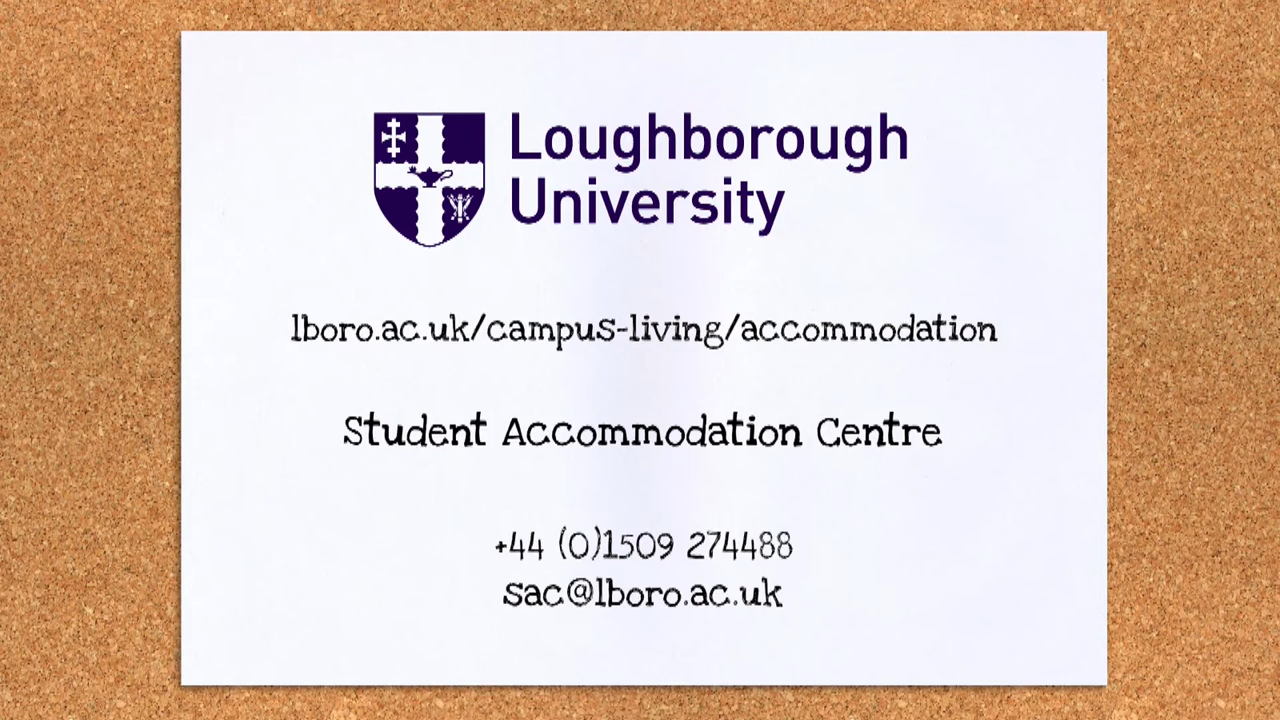 Loughborough
University
lboro.ac.uk/campus-living/accommodation
Student Accommodation Centre
+44 (0)1509 274488
sac@lboro.ac.uk